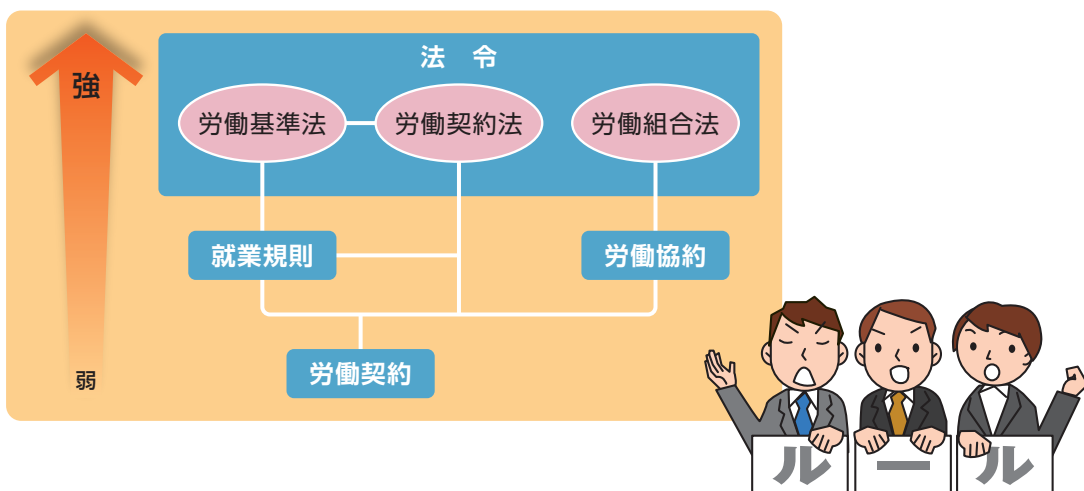 強
法 令
労働基準法
労働契約法
労働組合法
就業規則
労働協約
労働契約
弱
ルール